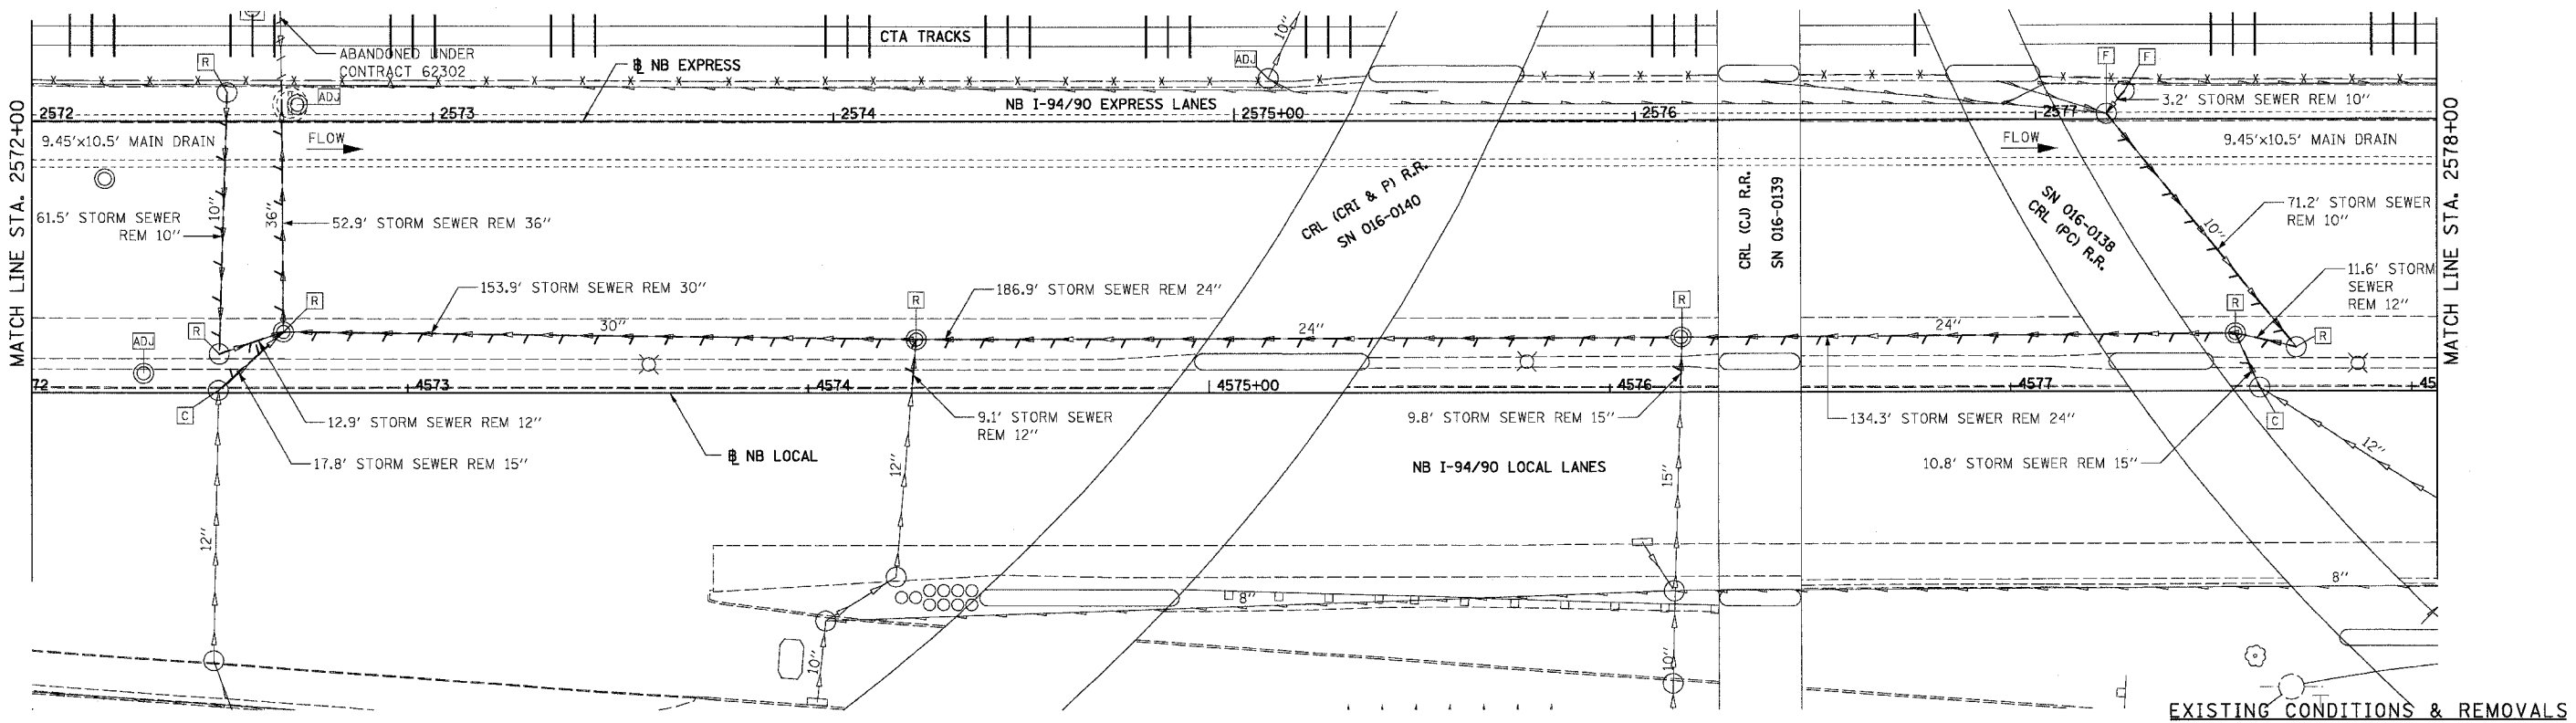 CTA TRACKS
ABANDONED UNDER
CONTRACT 62302
R
ADJ
℄ NB EXPRESS
ADJ
10"
F
F
NB I-94/90 EXPRESS LANES
3.2' STORM SEWER REM 10"
2572
2573
2574
2575+00
2576
2577
9.45'x10.5' MAIN DRAIN
FLOW
FLOW
9.45'x10.5' MAIN DRAIN
MATCH LINE STA. 2572+00
MATCH LINE STA. 2578+00
61.5' STORM SEWER
REM 10"
10"
36"
52.9' STORM SEWER REM 36"
CRL (CRI & P) R.R.
SN 016-0140
CRL (CJ) R.R.
SN 016-0139
SN 016-0138
CRL (PC) R.R.
10"
71.2' STORM SEWER
REM 10"
11.6' STORM
SEWER
REM 12"
153.9' STORM SEWER REM 30"
R
R
186.9' STORM SEWER REM 24"
R
R
R
R
30"
24"
24"
ADJ
72
4573
4574
4575+00
4576
4577
45
C
12.9' STORM SEWER REM 12"
17.8' STORM SEWER REM 15"
℄ NB LOCAL
9.1' STORM SEWER
REM 12"
9.8' STORM SEWER REM 15"
134.3' STORM SEWER REM 24"
C
10.8' STORM SEWER REM 15"
NB I-94/90 LOCAL LANES
12"
12"
15"
12"
8"
8"
10"
10"
EXISTING CONDITIONS & REMOVALS